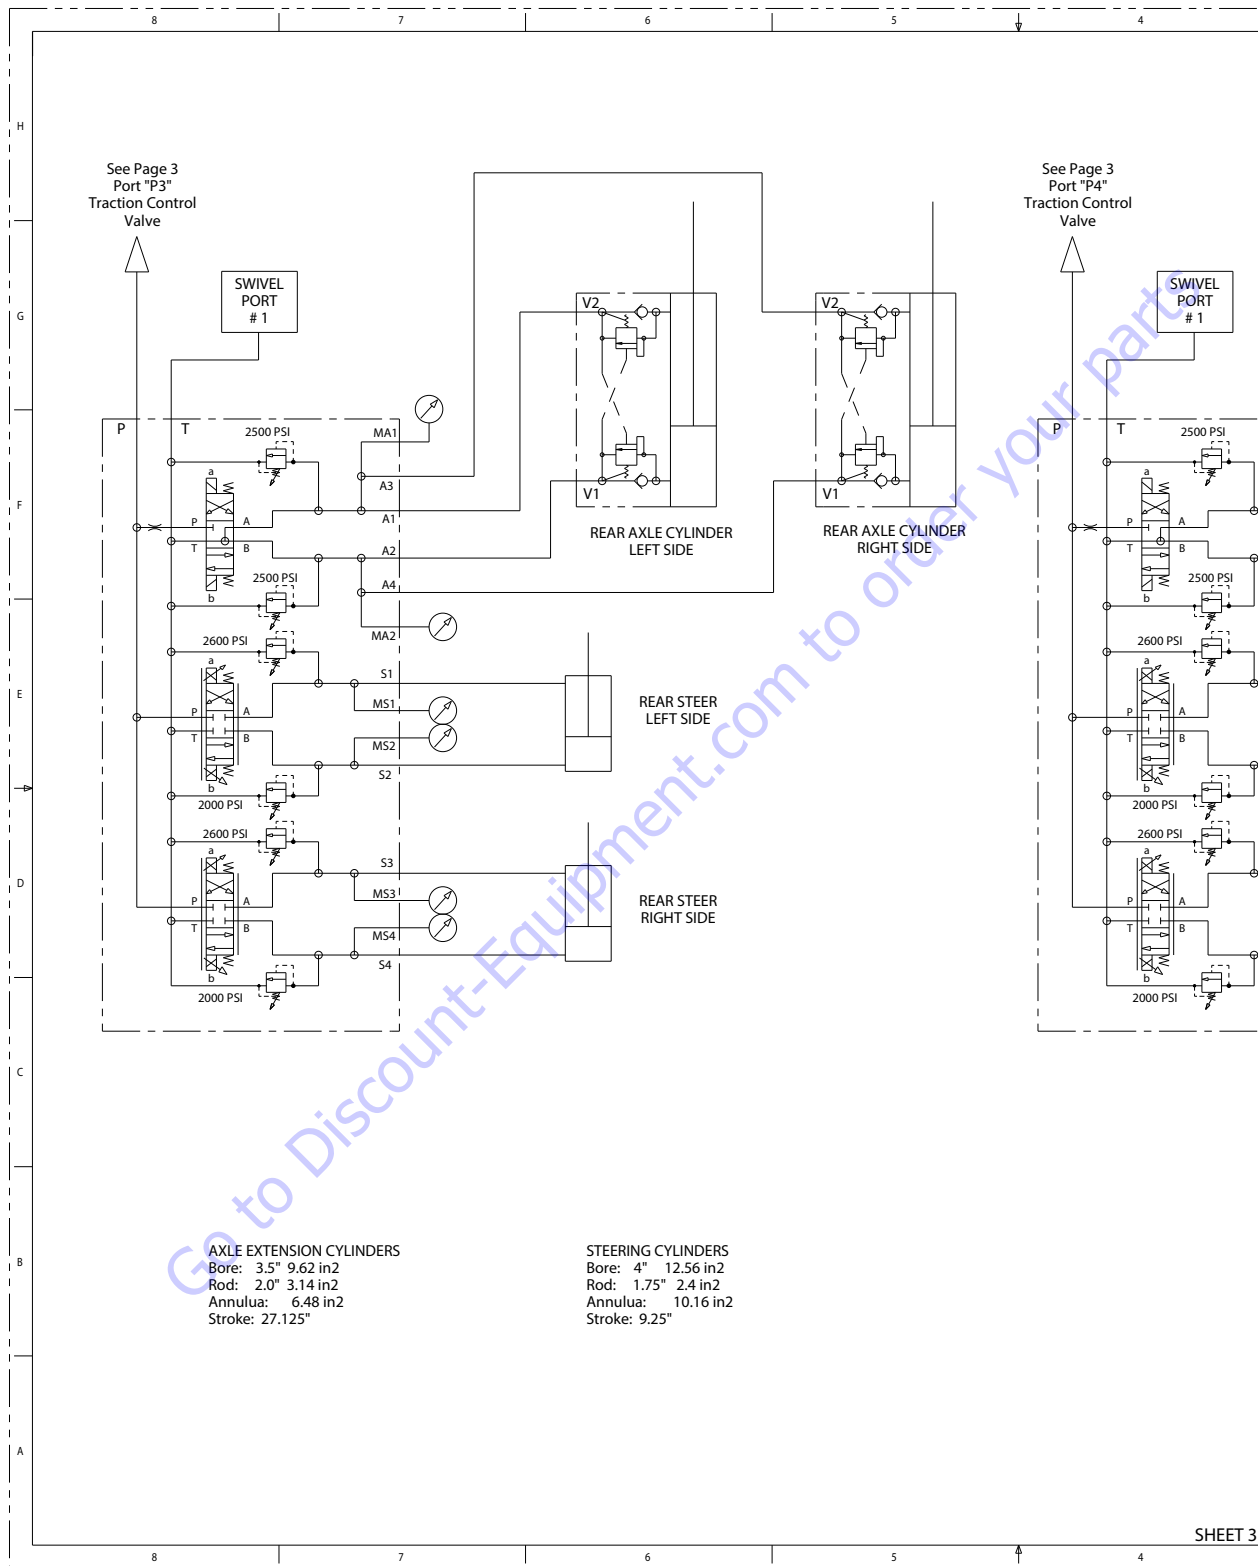 8 7 6 5 4
H
G
F
E
D
C
B
A
See Page 3
Port "P3"
Traction Control
Valve
SWIVEL
PORT
# 1
P T
2500 PSI
a
P A
T B
b
2500 PSI
2600 PSI
a
P A
T B
b
2000 PSI
2600 PSI
a
P A
T B
b
2000 PSI
MA1
A3
A1
A2
A4
MA2
S1
MS1
MS2
S2
S3
MS3
MS4
S4
V2
V1
REAR AXLE CYLINDER
LEFT SIDE
V2
V1
REAR AXLE CYLINDER
RIGHT SIDE
REAR STEER
LEFT SIDE
REAR STEER
RIGHT SIDE
See Page 3
Port "P4"
Traction Control
Valve
SWIVEL
PORT
# 1
P T
2500 PSI
a
P A
T B
b
2500 PSI
2600 PSI
a
P A
T B
b
2000 PSI
2600 PSI
a
P A
T B
b
2000 PSI
AXLE EXTENSION CYLINDERS
Bore: 3.5" 9.62 in2
Rod: 2.0" 3.14 in2
Annulua: 6.48 in2
Stroke: 27.125"
STEERING CYLINDERS
Bore: 4" 12.56 in2
Rod: 1.75" 2.4 in2
Annulua: 10.16 in2
Stroke: 9.25"
Go to Discount-Equipment.com to order your parts
SHEET 3
8 7 6 5 4